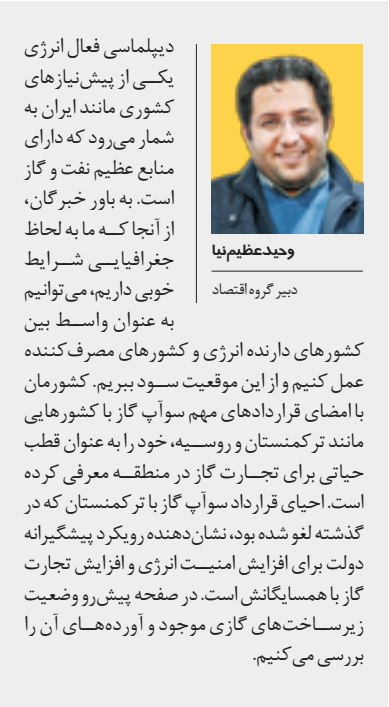 دیپلماسی فعال انرژی
یکی از پیش‌نیازهای
کشوری مانند ایران به
شمار می‌رود که دارای
منابع عظیم نفت و گاز
است. به باور خبرگان،
از آنجا که ما به لحاظ
جغرافیایی شرایط
خوبی داریم، می‌توانیم
به عنوان واسط بین
وحید عظیم‌نیا
دبیر گروه اقتصاد
کشورهای دارنده انرژی و کشورهای مصرف‌کننده
عمل کنیم و از این موقعیت سود ببریم. کشورمان
با امضای قراردادهای مهم سوآپ گاز با کشورهایی
مانند ترکمنستان و روسیه، خود را به عنوان قطب
حیاتی برای تجارت گاز در منطقه معرفی کرده
است. احیای قرارداد سوآپ گاز با ترکمنستان که در
گذشته لغو شده بود، نشان‌دهنده رویکرد پیشگیرانه
دولت برای افزایش امنیت انرژی و افزایش تجارت
گاز با همسایگانش است. در صفحه پیش‌رو وضعیت
زیرساخت‌های گازی موجود و آورده‌های آن را
بررسی می‌کنیم.